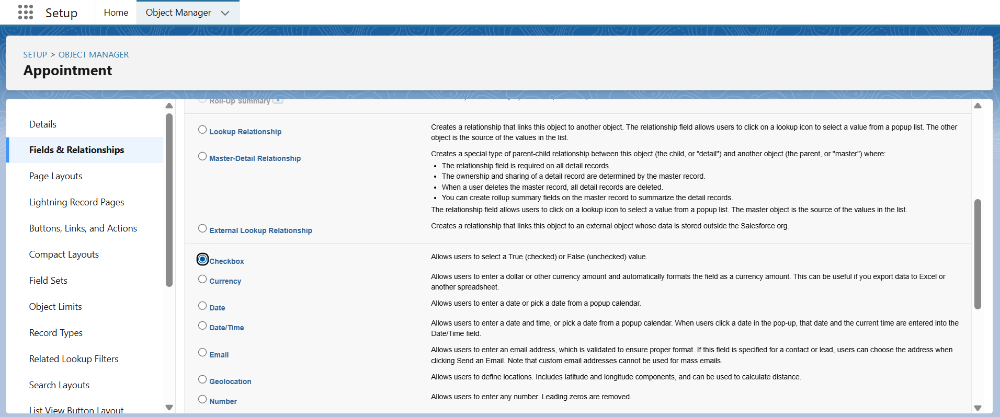 Setup
Home
Object Manager
SETUP > OBJECT MANAGER
Appointment
Details
Fields & Relationships
Page Layouts
Lightning Record Pages
Buttons, Links, and Actions
Compact Layouts
Field Sets
Object Limits
Record Types
Related Lookup Filters
Search Layouts
List View Button Layout
Roll-Up Summary
Lookup Relationship
Creates a relationship that links this object to another object. The relationship field allows users to click on a lookup icon to select a value from a popup list. The other
object is the source of the values in the list.
Master-Detail Relationship
Creates a special type of parent-child relationship between this object (the child, or "detail") and another object (the parent, or "master") where:
• The relationship field is required on all detail records.
• The ownership and sharing of a detail record are determined by the master record.
• When a user deletes the master record, all detail records are deleted.
• You can create rollup summary fields on the master record to summarize the detail records.
The relationship field allows users to click on a lookup icon to select a value from a popup list. The master object is the source of the values in the list.
External Lookup Relationship
Creates a relationship that links this object to an external object whose data is stored outside the Salesforce org.
Checkbox
Allows users to select a True (checked) or False (unchecked) value.
Currency
Allows users to enter a dollar or other currency amount and automatically formats the field as a currency amount. This can be useful if you export data to Excel or
another spreadsheet.
Date
Allows users to enter a date or pick a date from a popup calendar.
Date/Time
Allows users to enter a date and time, or pick a date from a popup calendar. When users click a date in the pop-up, that date and the current time are entered into the
Date/Time field.
Email
Allows users to enter an email address, which is validated to ensure proper format. If this field is specified for a contact or lead, users can choose the address when
clicking Send an Email. Note that custom email addresses cannot be used for mass emails.
Geolocation
Allows users to define locations. Includes latitude and longitude components, and can be used to calculate distance.
Number
Allows users to enter any number. Leading zeros are removed.